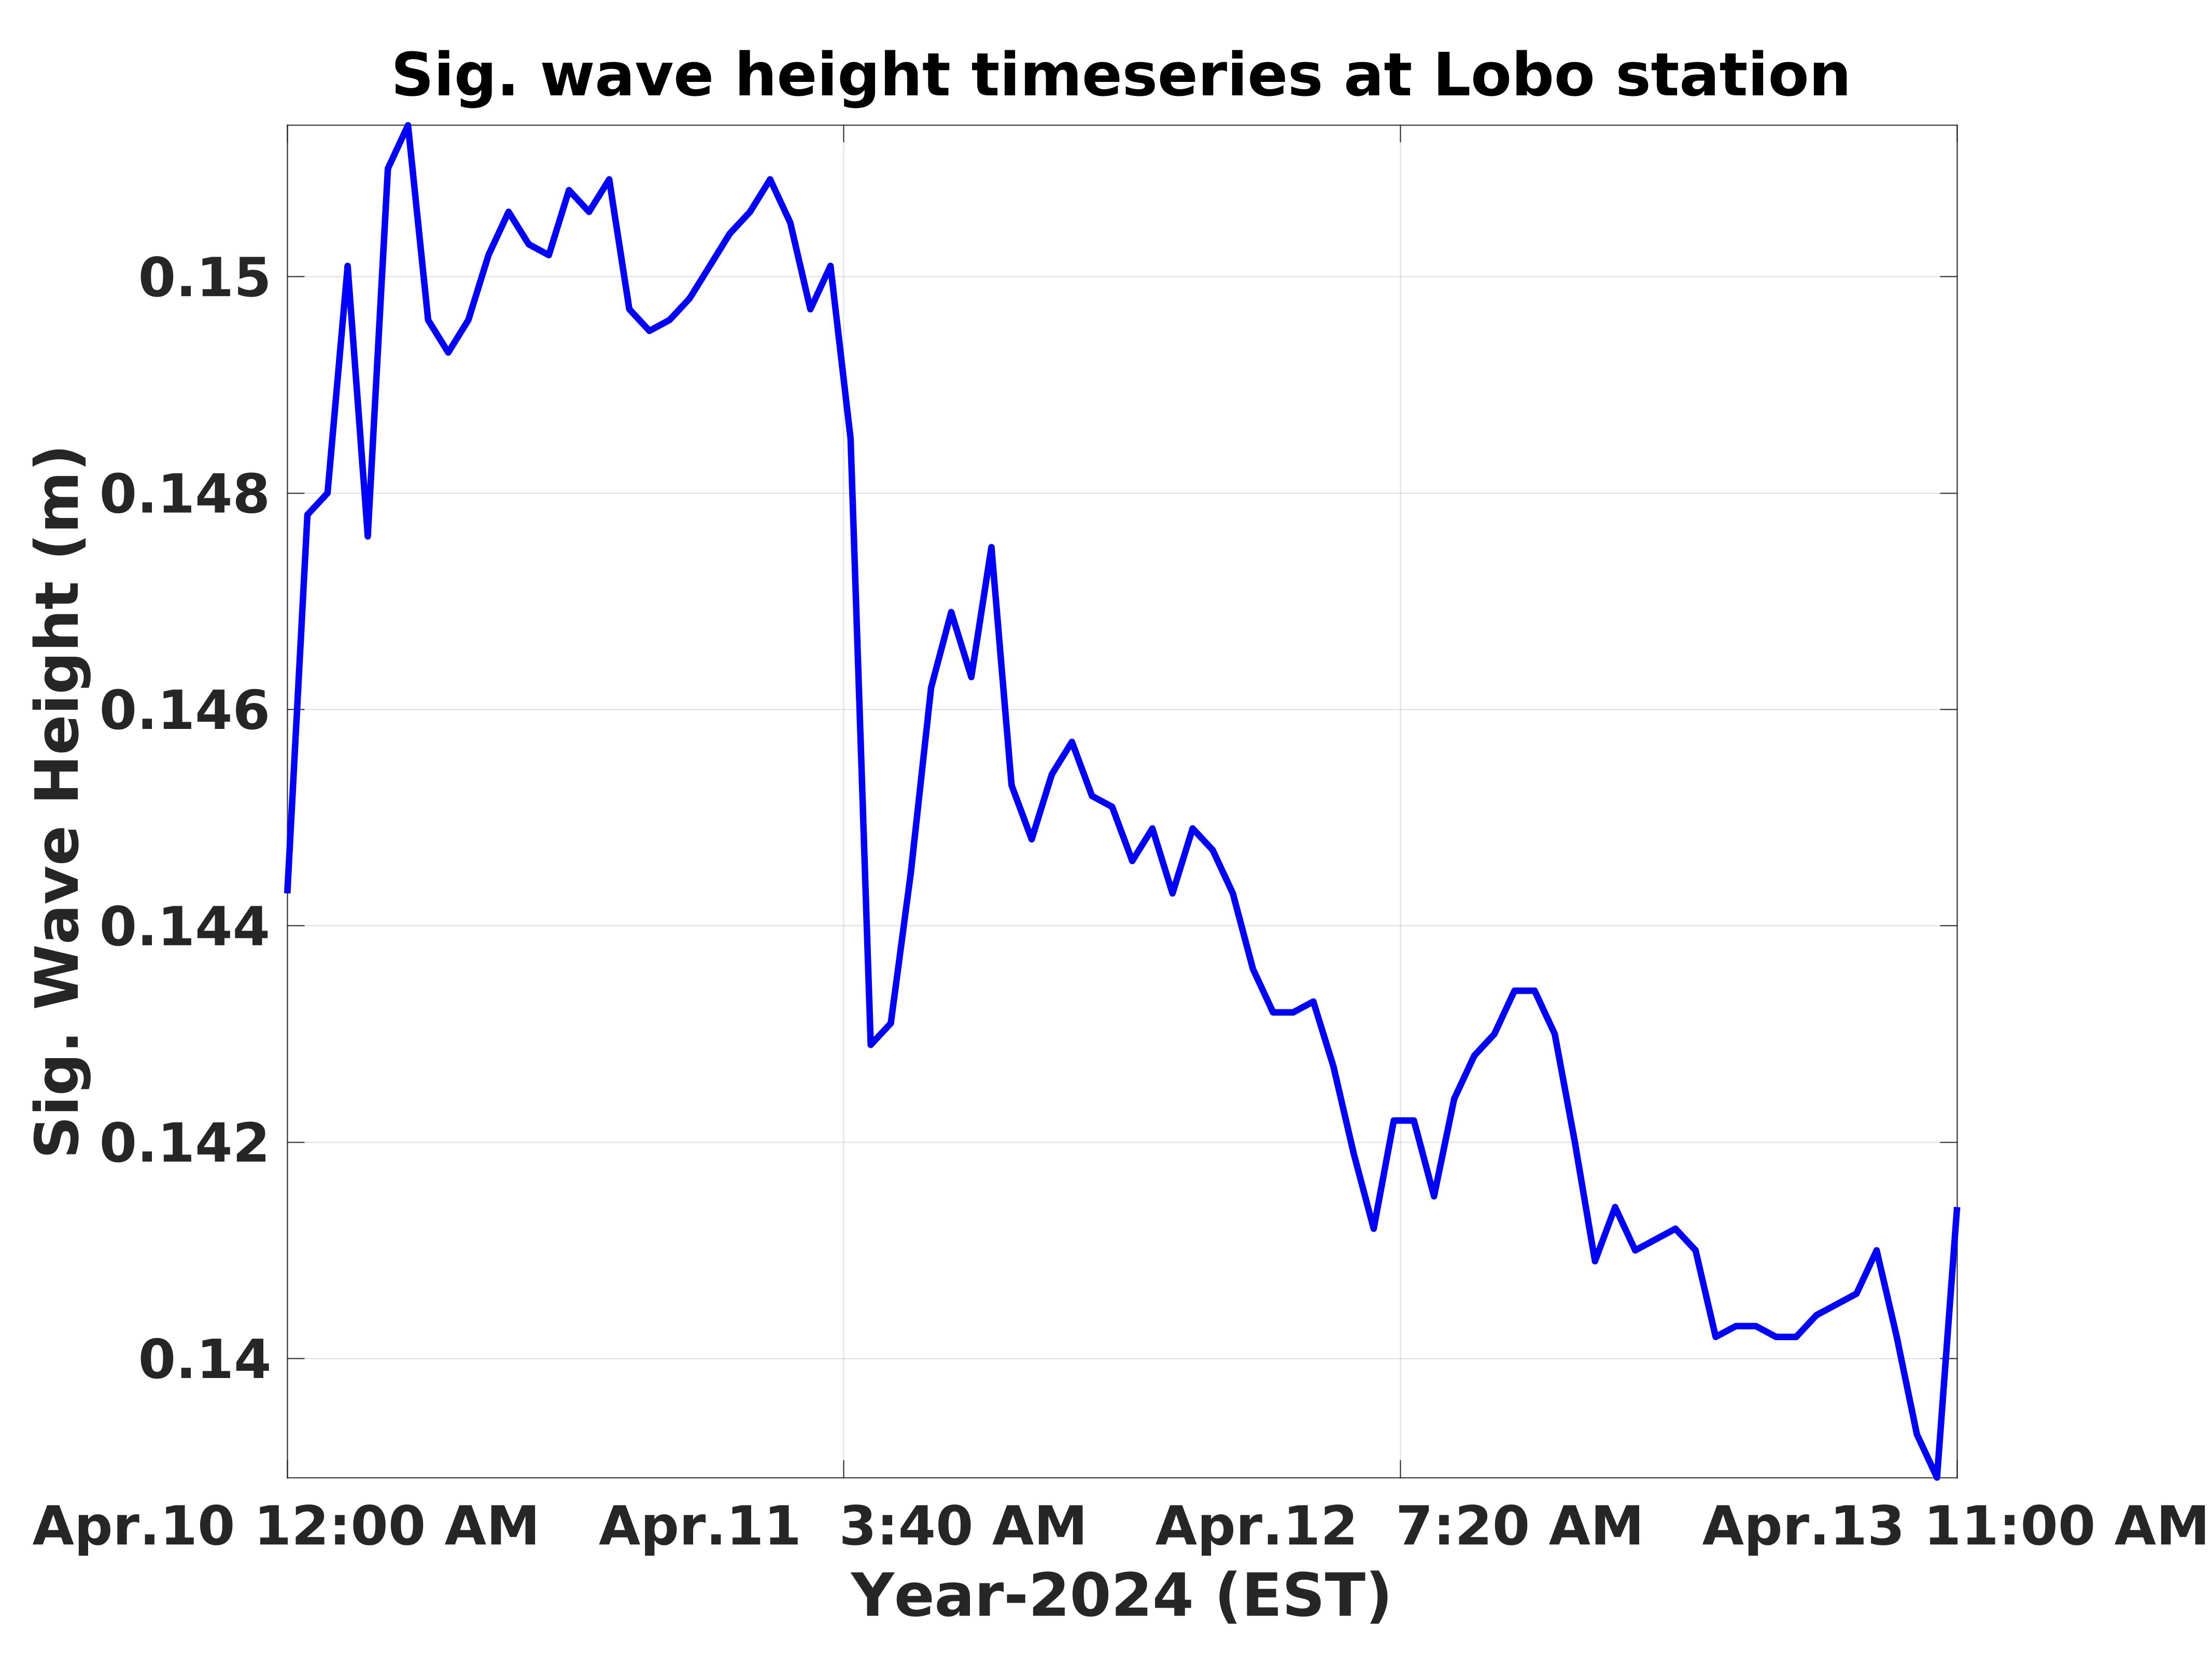 Sig. wave height timeseries at Lobo station
Sig. Wave Height (m)
0.15
0.148
0.146
0.144
0.142
0.14
Apr.10 12:00 AM Apr.11 3:40 AM Apr.12 7:20 AM Apr.13 11:00 AM
Year-2024 (EST)